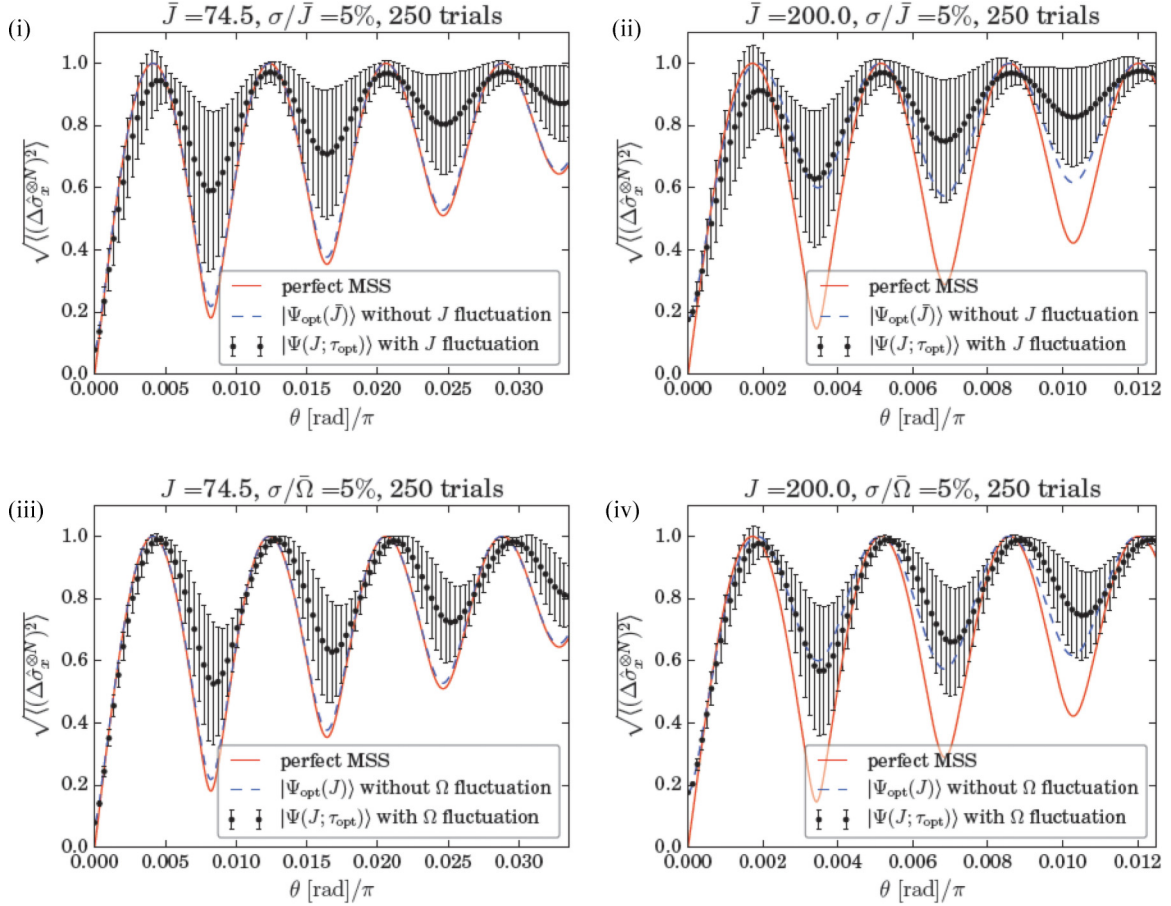 (i)
J̄ =74.5, σ/J̄ =5%, 250 trials
√⟨(Δσ̂ₓ^⊗N)²⟩
1.0
0.8
0.6
0.4
0.2
0.0
perfect MSS
|Ψopt(J̄)⟩ without J fluctuation
|Ψ(J; τopt)⟩ with J fluctuation
0.000 0.005 0.010 0.015 0.020 0.025 0.030
θ [rad]/π
(ii)
J̄ =200.0, σ/J̄ =5%, 250 trials
√⟨(Δσ̂ₓ^⊗N)²⟩
1.0
0.8
0.6
0.4
0.2
0.0
perfect MSS
|Ψopt(J̄)⟩ without J fluctuation
|Ψ(J; τopt)⟩ with J fluctuation
0.000 0.002 0.004 0.006 0.008 0.010 0.012
θ [rad]/π
(iii)
J =74.5, σ/Ω̄ =5%, 250 trials
√⟨(Δσ̂ₓ^⊗N)²⟩
1.0
0.8
0.6
0.4
0.2
0.0
perfect MSS
|Ψopt(J)⟩ without Ω fluctuation
|Ψ(J; τopt)⟩ with Ω fluctuation
0.000 0.005 0.010 0.015 0.020 0.025 0.030
θ [rad]/π
(iv)
J =200.0, σ/Ω̄ =5%, 250 trials
√⟨(Δσ̂ₓ^⊗N)²⟩
1.0
0.8
0.6
0.4
0.2
0.0
perfect MSS
|Ψopt(J)⟩ without Ω fluctuation
|Ψ(J; τopt)⟩ with Ω fluctuation
0.000 0.002 0.004 0.006 0.008 0.010 0.012
θ [rad]/π